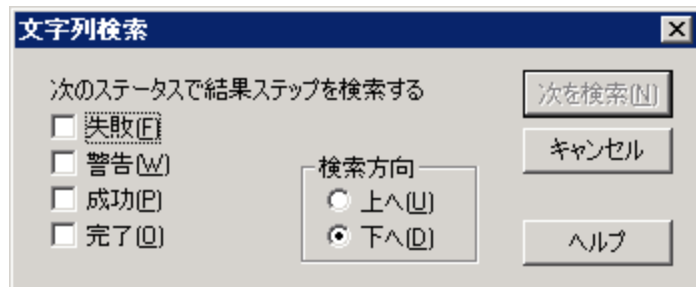 文字列検索
次のステータスで結果ステップを検索する
失敗(F)
警告(W)
成功(P)
完了(O)
検索方向
上へ(U)
下へ(D)
次を検索(N)
キャンセル
ヘルプ